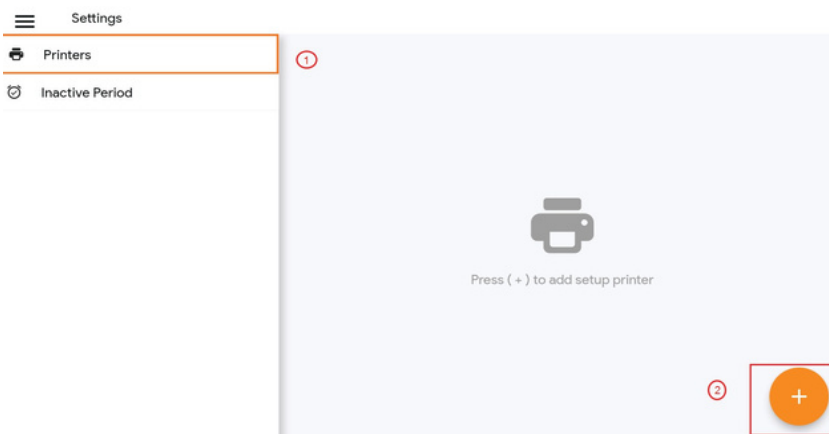 Settings
Printers
1
Inactive Period
Press ( + ) to add setup printer
2
+